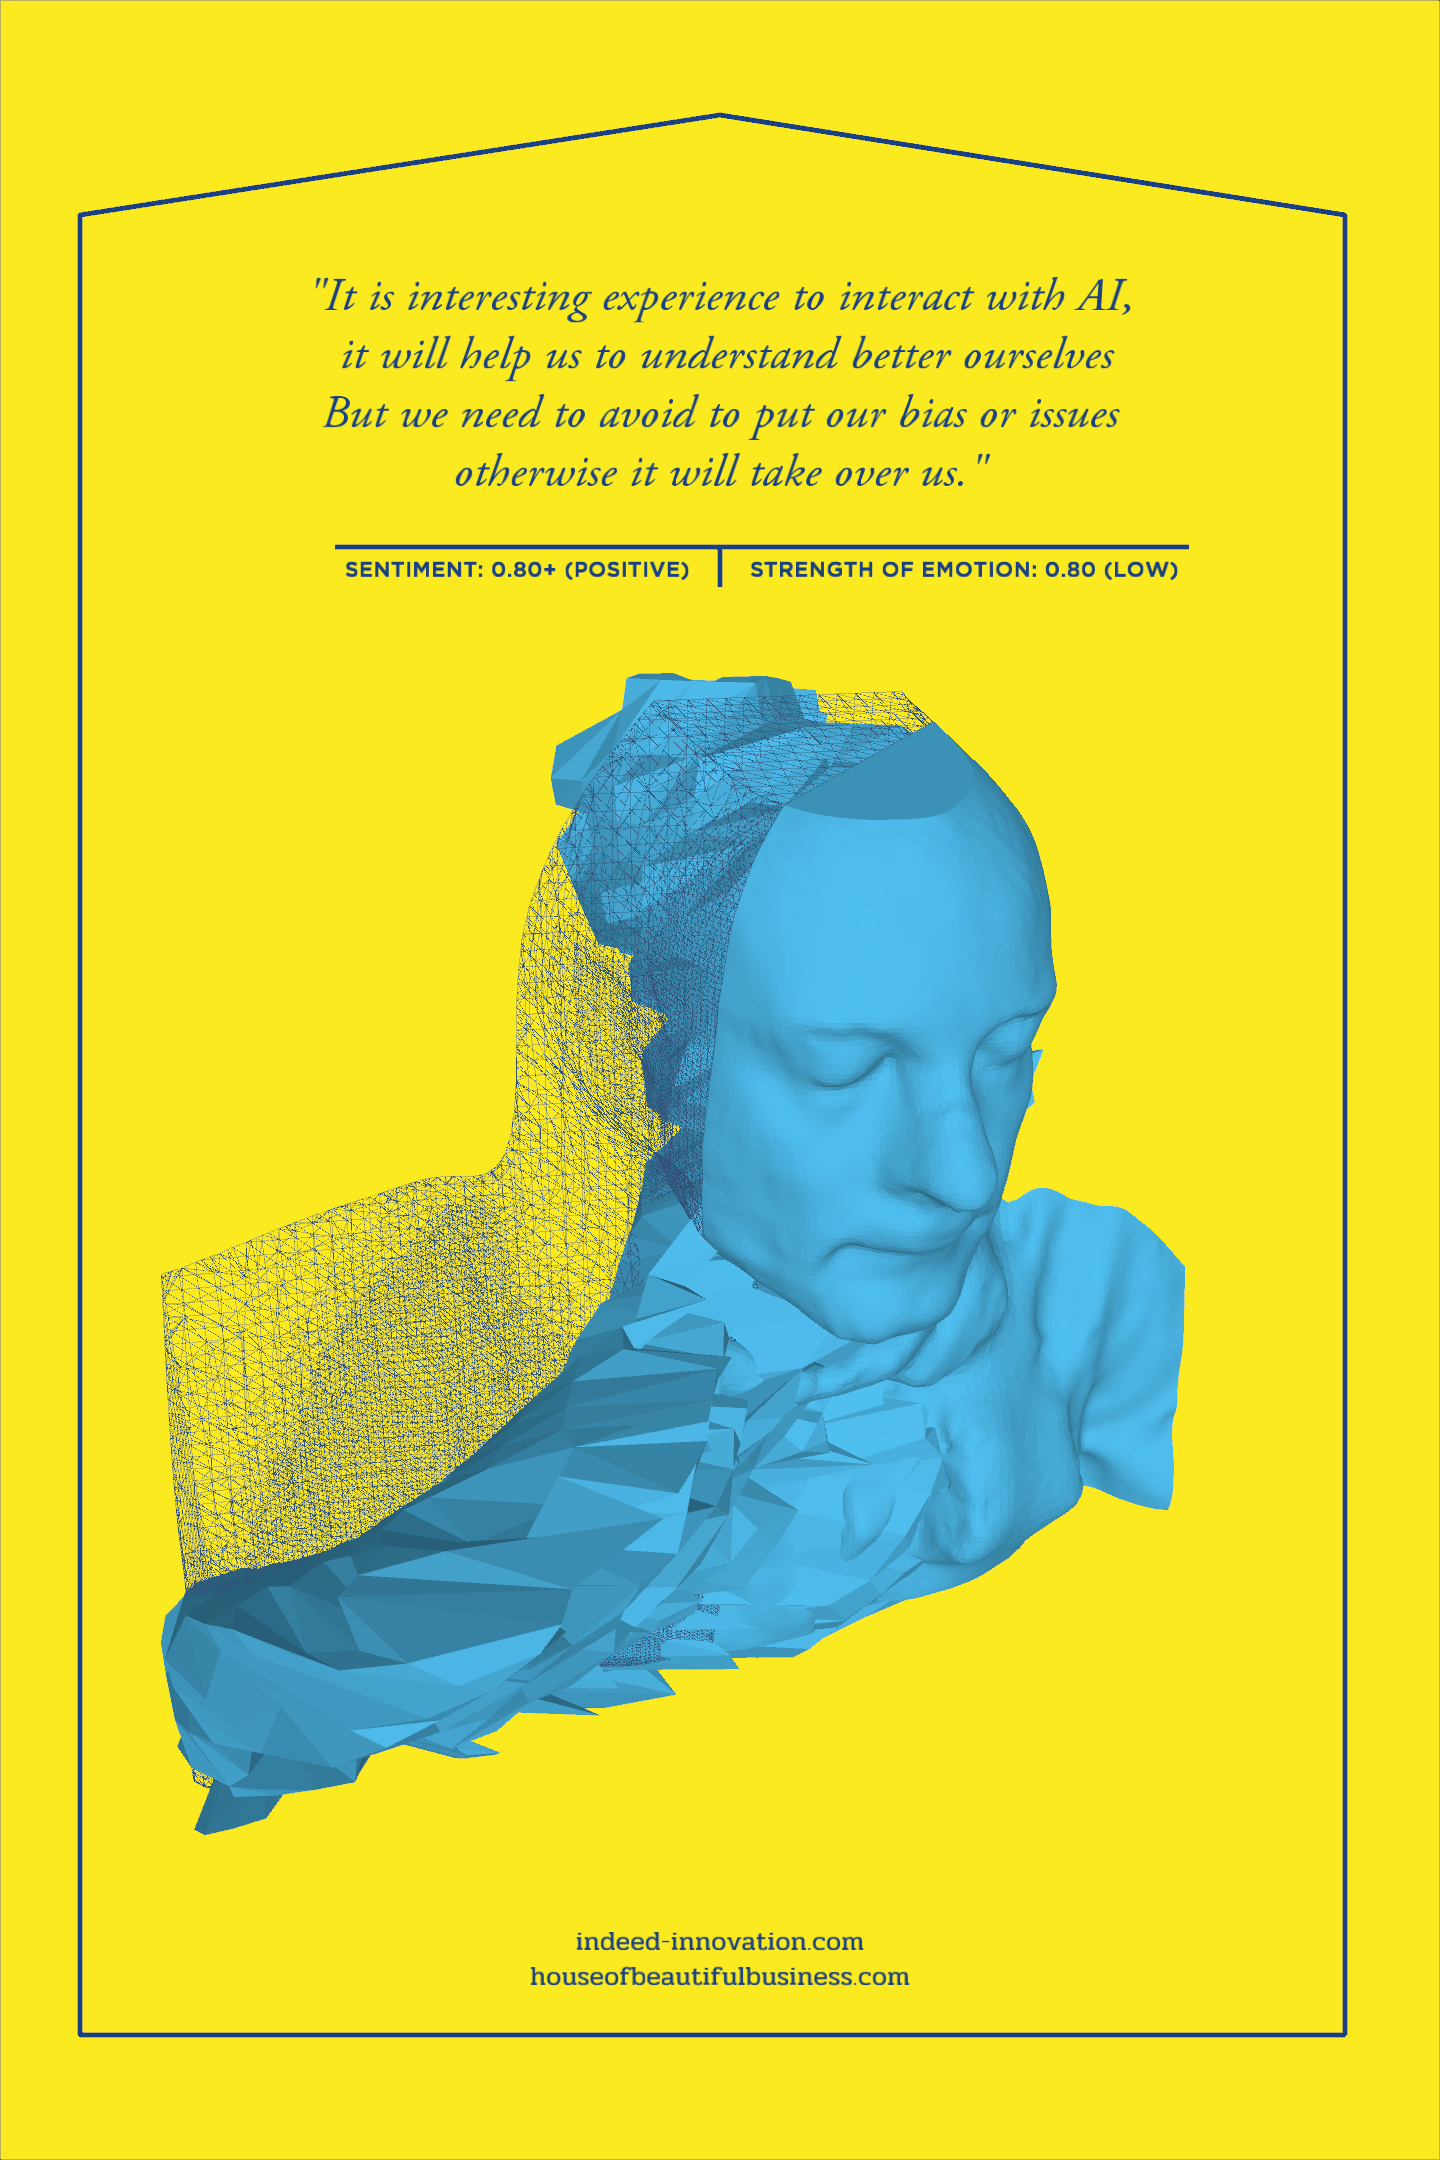 "It is interesting experience to interact with AI,
it will help us to understand better ourselves
But we need to avoid to put our bias or issues
otherwise it will take over us."
SENTIMENT: 0.80+ (POSITIVE) STRENGTH OF EMOTION: 0.80 (LOW)
indeed-innovation.com
houseofbeautifulbusiness.com